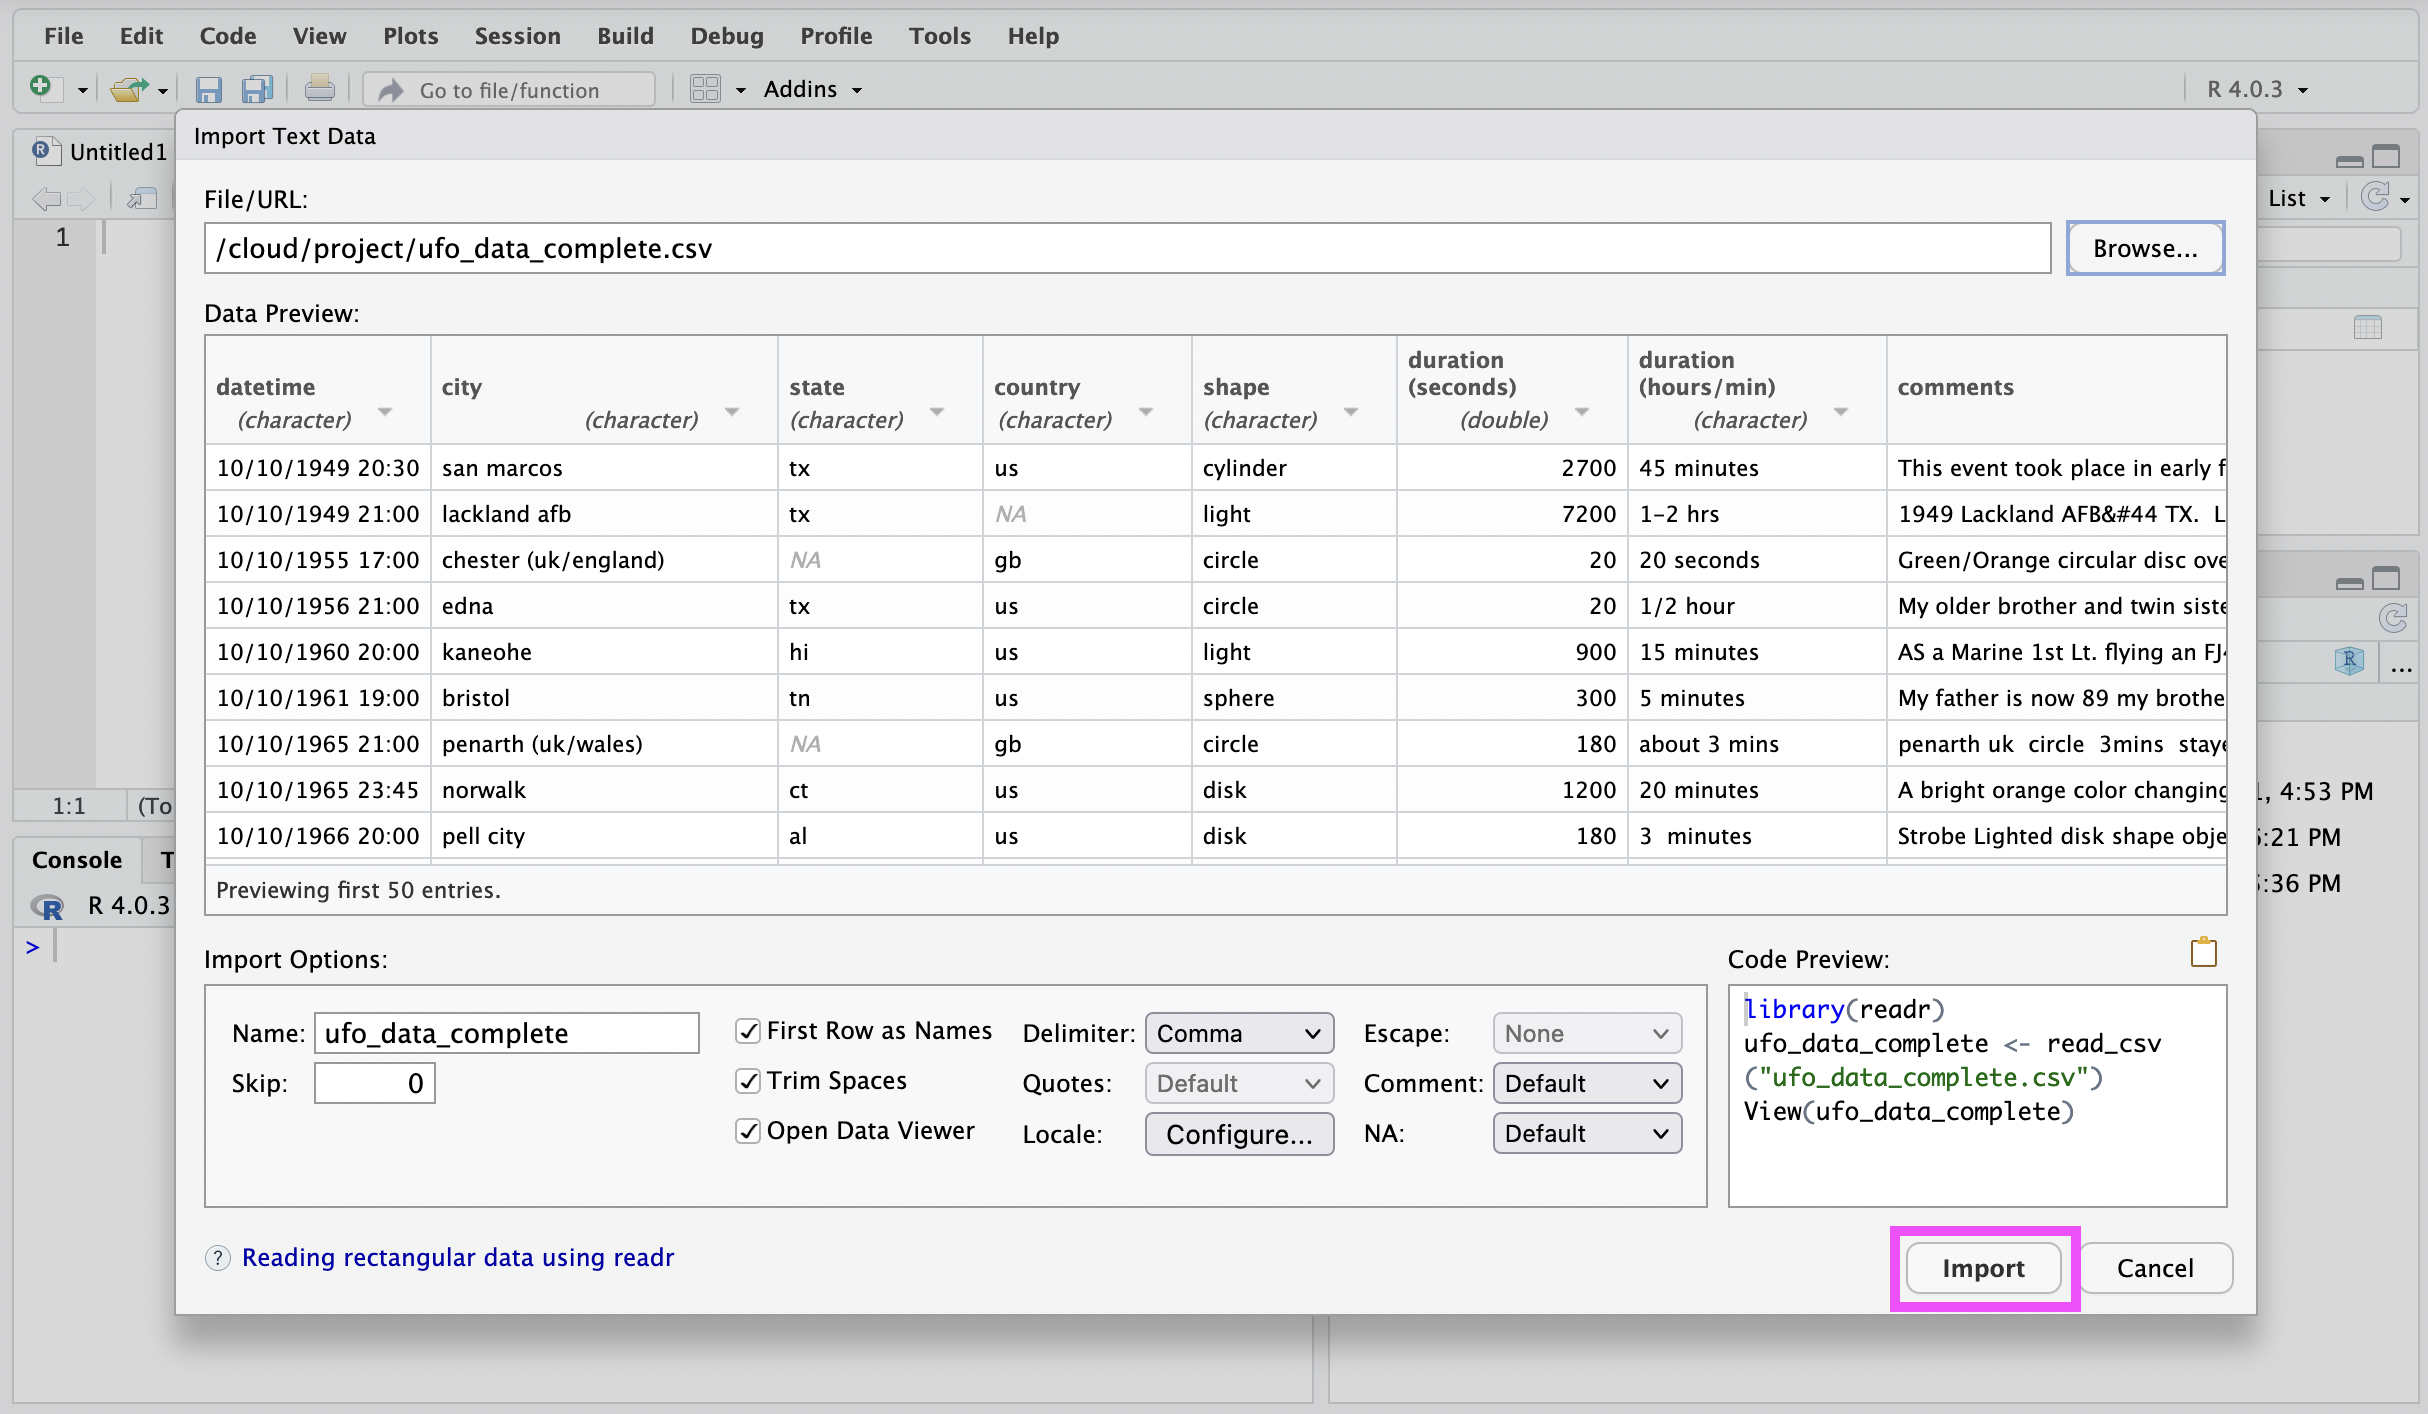 File Edit Code View Plots Session Build Debug Profile Tools Help
Go to file/function Addins R 4.0.3
Untitled1
Import Text Data
File/URL:
/cloud/project/ufo_data_complete.csv Browse...
List
1
Data Preview:
datetime (character) city (character) state (character) country (character) shape (character) duration (seconds) (double) duration (hours/min) (character) comments
10/10/1949 20:30 san marcos tx us cylinder 2700 45 minutes This event took place in early f
10/10/1949 21:00 lackland afb tx NA light 7200 1-2 hrs 1949 Lackland AFB&#44 TX. L
10/10/1955 17:00 chester (uk/england) NA gb circle 20 20 seconds Green/Orange circular disc ove
10/10/1956 21:00 edna tx us circle 20 1/2 hour My older brother and twin siste
10/10/1960 20:00 kaneohe hi us light 900 15 minutes AS a Marine 1st Lt. flying an FJ
10/10/1961 19:00 bristol tn us sphere 300 5 minutes My father is now 89 my brothe
10/10/1965 21:00 penarth (uk/wales) NA gb circle 180 about 3 mins penarth uk circle 3mins staye
10/10/1965 23:45 norwalk ct us disk 1200 20 minutes A bright orange color changing
10/10/1966 20:00 pell city al us disk 180 3 minutes Strobe Lighted disk shape obje
Previewing first 50 entries.
1:1 (To
, 4:53 PM
:21 PM
:36 PM
Console T
R 4.0.3
>
Import Options:
Name: ufo_data_complete
Skip: 0
First Row as Names
Trim Spaces
Open Data Viewer
Delimiter: Comma
Quotes: Default
Locale: Configure...
Escape: None
Comment: Default
NA: Default
Code Preview:
library(readr)
ufo_data_complete <- read_csv
("ufo_data_complete.csv")
View(ufo_data_complete)
? Reading rectangular data using readr
Import Cancel